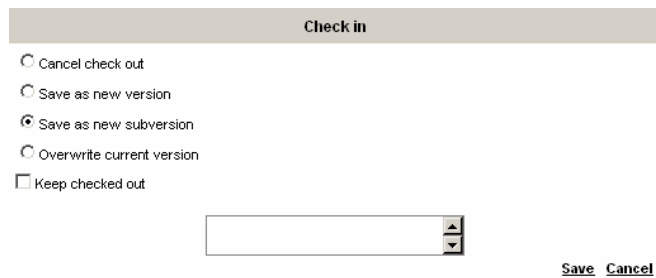 Check in
Cancel check out
Save as new version
Save as new subversion
Overwrite current version
Keep checked out
Save Cancel